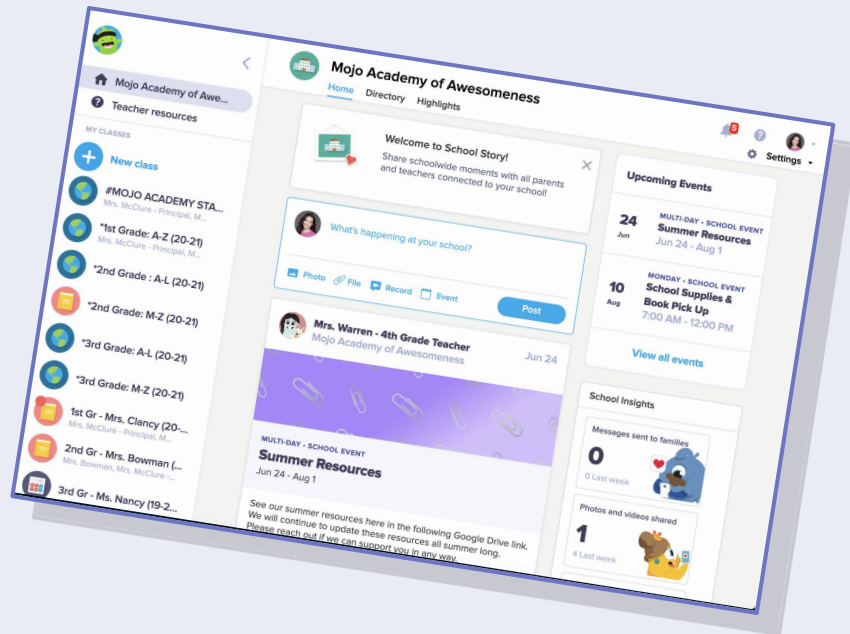 Mojo Academy of Awe...
Teacher resources
MY CLASSES
New class
#MOJO ACADEMY STA...
Mrs. McClure - Principal, M...
*1st Grade: A-Z (20-21)
Mrs. McClure - Principal, M...
*2nd Grade : A-L (20-21)
*2nd Grade: M-Z (20-21)
*3rd Grade: A-L (20-21)
*3rd Grade: M-Z (20-21)
1st Gr - Mrs. Clancy (20-...
Mrs. McClure - Principal, M...
2nd Gr - Mrs. Bowman (...
Mrs. Bowman, Mrs. McClure -...
3rd Gr - Ms. Nancy (19-2...
Mojo Academy of Awesomeness
Home Directory Highlights
5
Settings
Welcome to School Story!
Share schoolwide moments with all parents
and teachers connected to your school!
What's happening at your school?
Photo File Record Event
Post
Mrs. Warren - 4th Grade Teacher
Mojo Academy of Awesomeness
Jun 24
MULTI-DAY • SCHOOL EVENT
Summer Resources
Jun 24 - Aug 1
See our summer resources here in the following Google Drive link.
We will continue to update these resources all summer long.
Please reach out if we can support you in any way.
Upcoming Events
24
Jun
MULTI-DAY • SCHOOL EVENT
Summer Resources
Jun 24 - Aug 1
10
Aug
MONDAY • SCHOOL EVENT
School Supplies &
Book Pick Up
7:00 AM - 12:00 PM
View all events
School Insights
Messages sent to families
0
0 Last week
Photos and videos shared
1
4 Last week